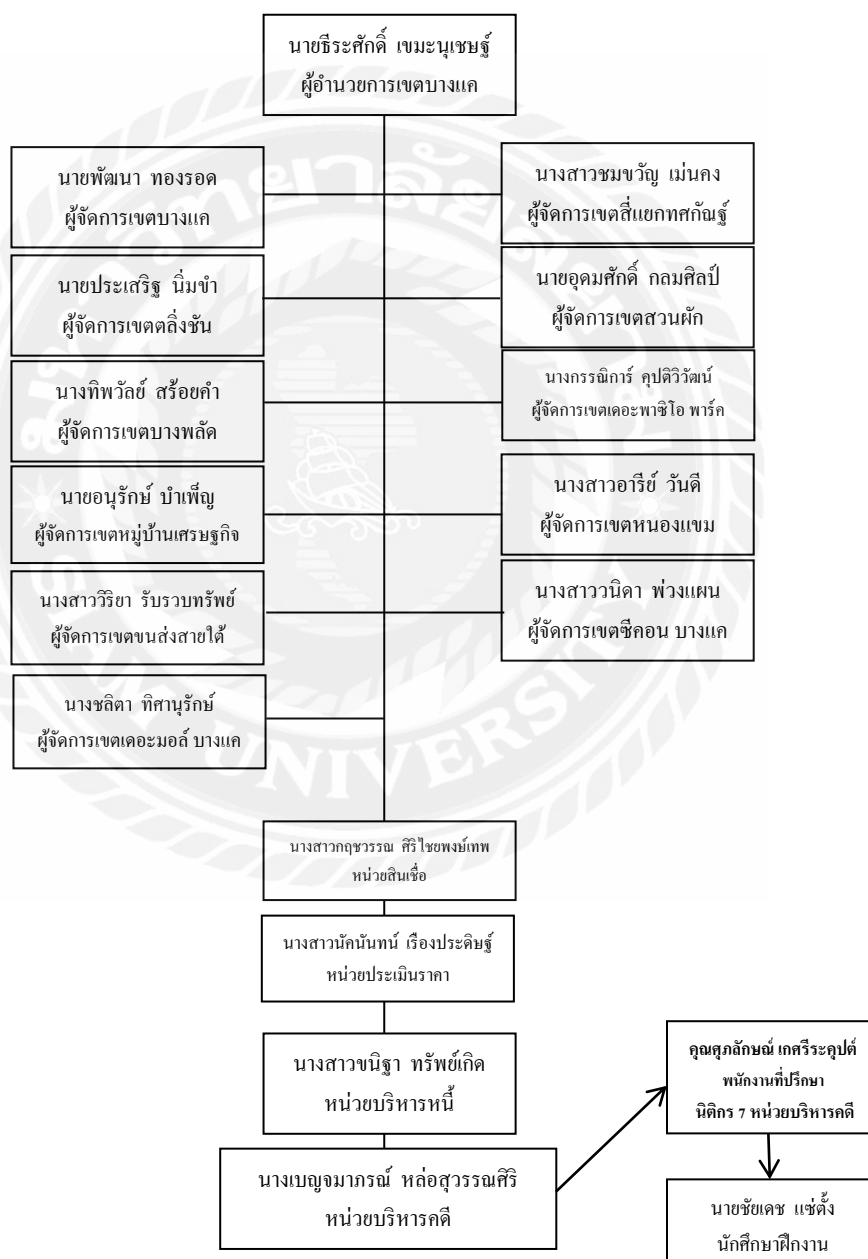 นายธีระศักดิ์ เขมะนุเชษฐ์
ผู้อำนวยการเขตบางแค
นายพัฒนา ทองรอด
ผู้จัดการเขตบางแค
นางสาวชมขวัญ เม่นคง
ผู้จัดการเขตสี่แยกทศกัณฐ์
นายประเสริฐ นิ่มขำ
ผู้จัดการเขตตลิ่งชัน
นายอุดมศักดิ์ กลมศิลป์
ผู้จัดการเขตสวนผัก
นางทิพวัลย์ สร้อยคำ
ผู้จัดการเขตบางพลัด
นางกรรณิการ์ คุปติวิวัฒน์
ผู้จัดการเขตเดอะพาซิโอ พาร์ค
นายอนุรักษ์ บำเพ็ญ
ผู้จัดการเขตหมู่บ้านเศรษฐกิจ
นางสาวอารีย์ วันดี
ผู้จัดการเขตหนองแขม
นางสาววิริยา รับรวบทรัพย์
ผู้จัดการเขตขนส่งสายใต้
นางสาววนิดา พ่วงแผน
ผู้จัดการเขตซีคอน บางแค
นางชลิตา ทิศานุรักษ์
ผู้จัดการเขตเดอะมอล์ บางแค
นางสาวกฤชวรรณ ศิริไชยพงษ์เทพ
หน่วยสินเชื่อ
นางสาวนัคนันทน์ เรืองประดิษฐ์
หน่วยประเมินราคา
นางสาวขนิฐา ทรัพย์เกิด
หน่วยบริหารหนี้
นางเบญจมาภรณ์ หล่อสุวรรณศิริ
หน่วยบริหารคดี
คุณศุภลักษณ์ เกศรีระคุปต์
พนักงานที่ปรึกษา
นิติกร 7 หน่วยบริหารคดี
นายชัยเดช แซ่ตั้ง
นักศึกษาฝึกงาน
มหาวิทยาลัยสยาม
SIAM UNIVERSITY